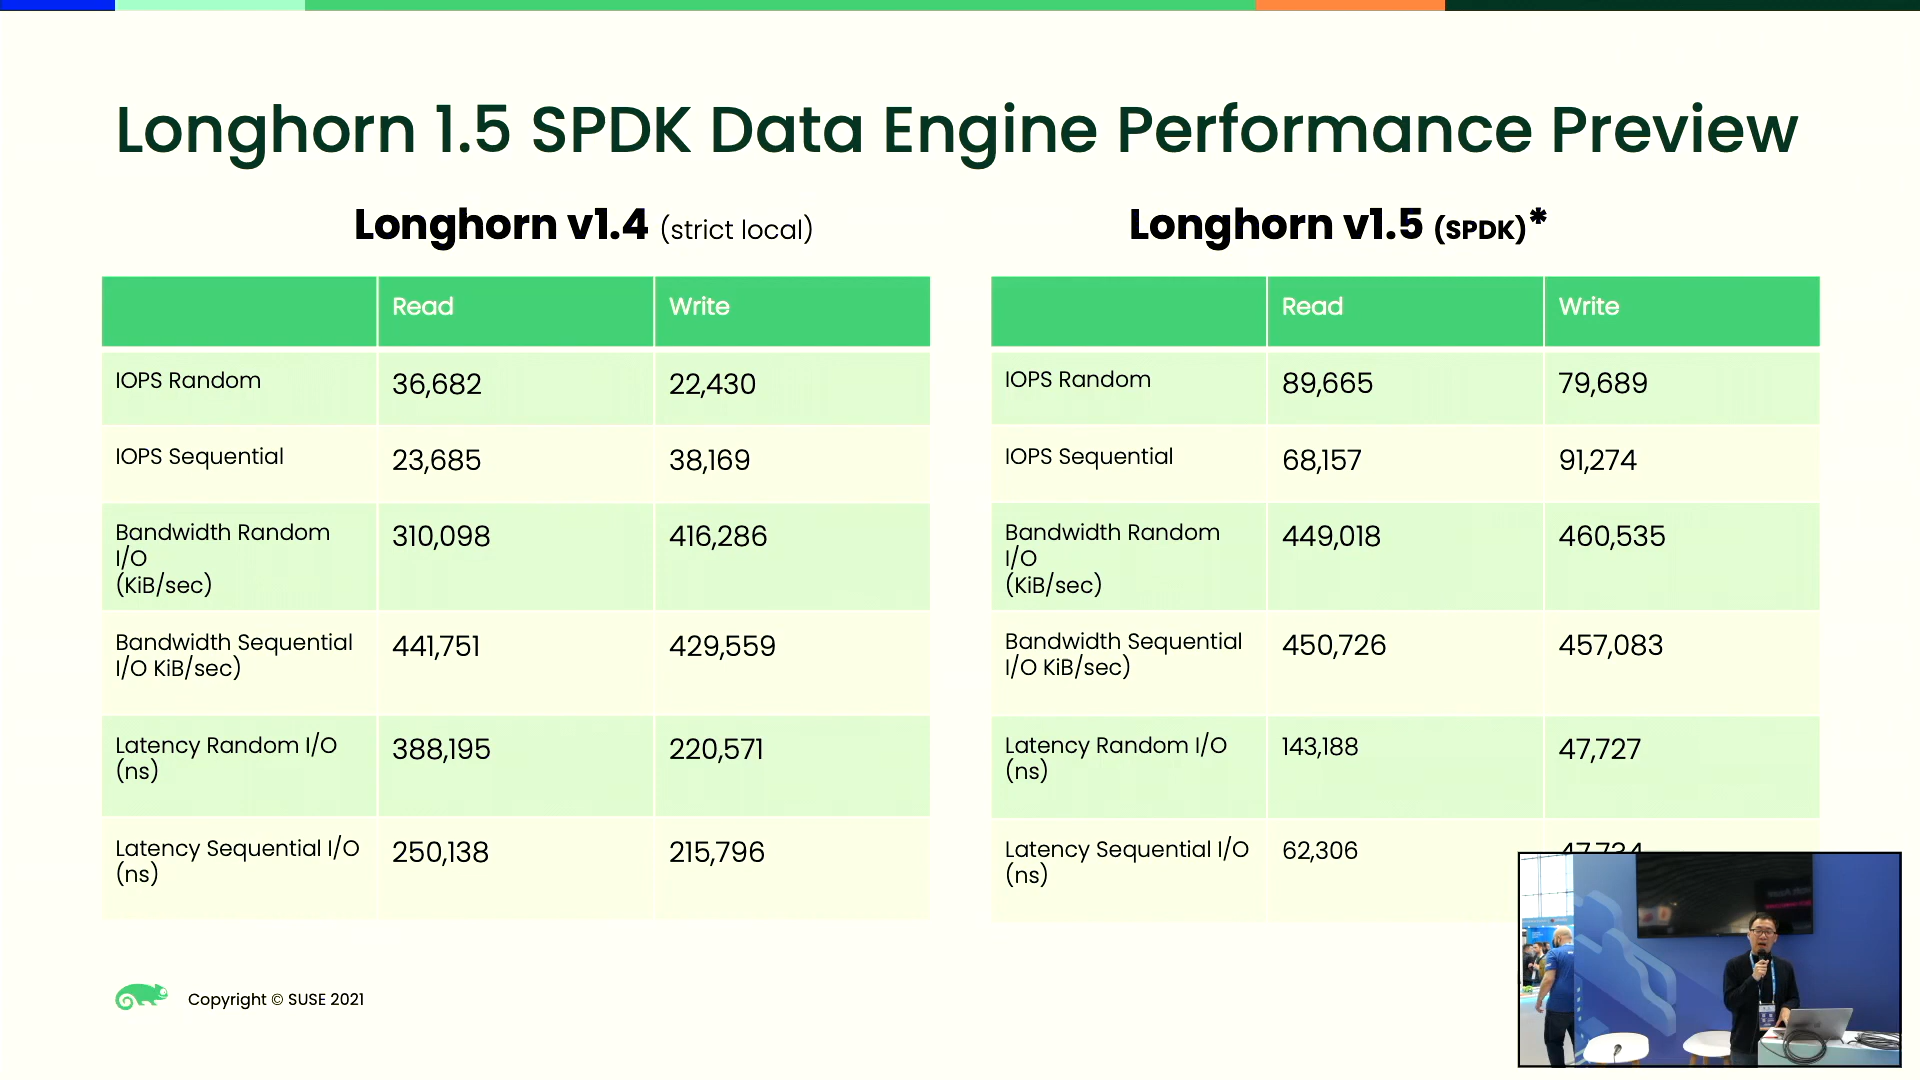 Longhorn 1.5 SPDK Data Engine Performance Preview
Longhorn v1.4 (strict local)
Read Write
IOPS Random 36,682 22,430
IOPS Sequential 23,685 38,169
Bandwidth Random 310,098 416,286
I/O
(KiB/sec)
Bandwidth Sequential 441,751 429,559
I/O KiB/sec)
Latency Random I/O 388,195 220,571
(ns)
Latency Sequential I/O 250,138 215,796
(ns)
Longhorn v1.5 (SPDK)*
Read Write
IOPS Random 89,665 79,689
IOPS Sequential 68,157 91,274
Bandwidth Random 449,018 460,535
I/O
(KiB/sec)
Bandwidth Sequential 450,726 457,083
I/O KiB/sec)
Latency Random I/O 143,188 47,727
(ns)
Latency Sequential I/O 62,306
(ns)
Copyright © SUSE 2021